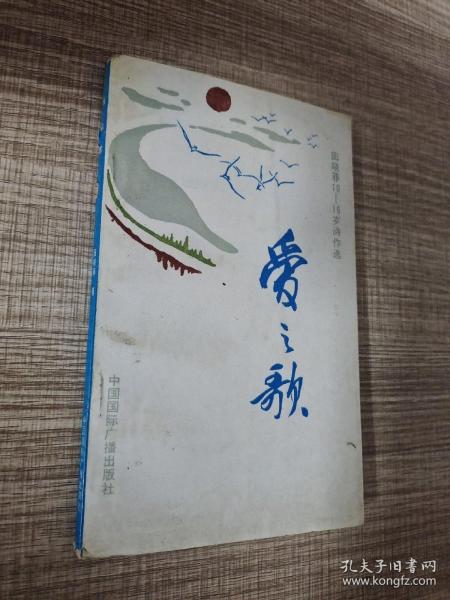 田晓菲10—16岁诗作选
爱之歌
中国国际广播出版社
孔夫子旧书网
www.kongfz.com